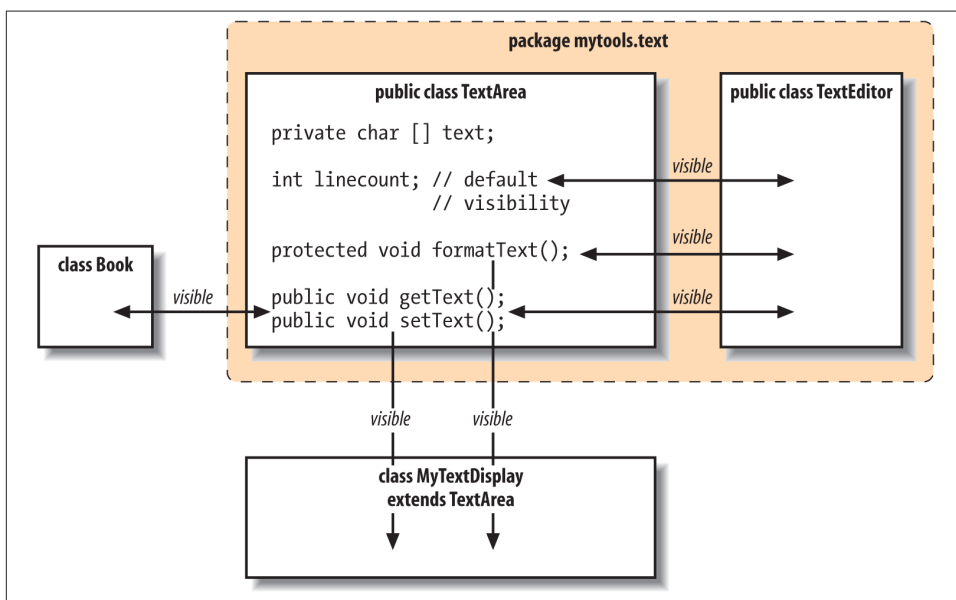 package mytools.text
public class TextArea
private char [] text;
int linecount; // default
// visibility
protected void formatText();
public void getText();
public void setText();
public class TextEditor
visible
visible
visible
class Book
visible
visible
visible
class MyTextDisplay
extends TextArea